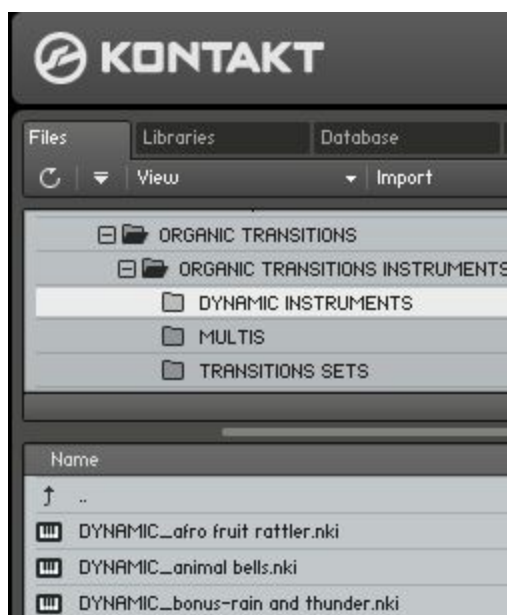 KONTAKT
Files Libraries Database
View Import
ORGANIC TRANSITIONS
ORGANIC TRANSITIONS INSTRUMENTS
DYNAMIC INSTRUMENTS
MULTIS
TRANSITIONS SETS
Name
..
DYNAMIC_afro fruit rattler.nki
DYNAMIC_animal bells.nki
DYNAMIC_bonus-rain and thunder.nki